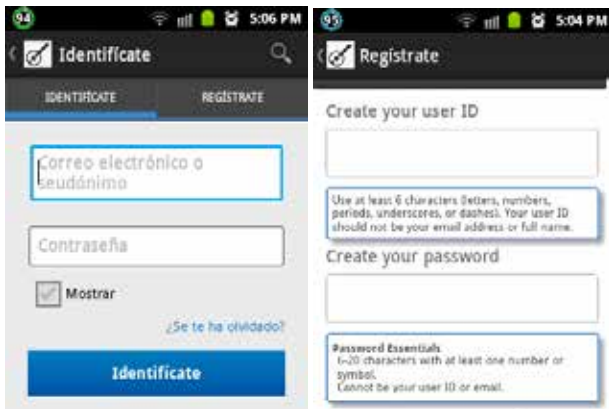 94
5:06 PM
Identifícate
IDENTIFÍCATE
REGÍSTRATE
Correo electrónico o
seudónimo
Contraseña
Mostrar
¿Se te ha olvidado?
Identifícate
95
5:04 PM
Regístrate
Create your user ID
Use at least 6 characters (letters, numbers,
periods, underscores, or dashes). Your user ID
should not be your email address or full name.
Create your password
Password Essentials
6-20 characters with at least one number or
symbol.
Cannot be your user ID or email.